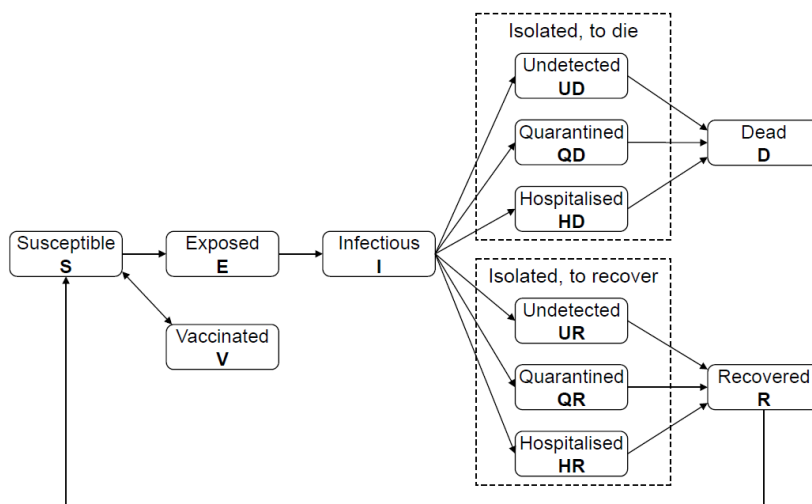 Isolated, to die
Undetected
UD
Quarantined
QD
Hospitalised
HD
Dead
D
Susceptible
S
Exposed
E
Infectious
I
Vaccinated
V
Isolated, to recover
Undetected
UR
Quarantined
QR
Hospitalised
HR
Recovered
R